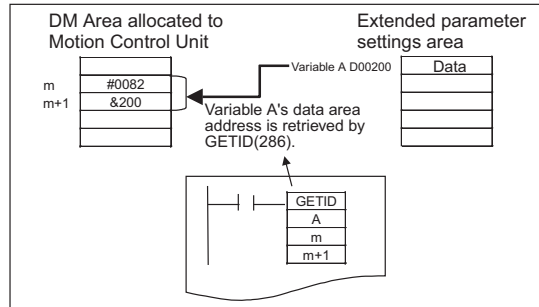 DM Area allocated to
Motion Control Unit
Extended parameter
settings area
Variable A D00200
Data
m
#0082
m+1
&200
Variable A's data area
address is retrieved by
GETID(286).
GETID
A
m
m+1